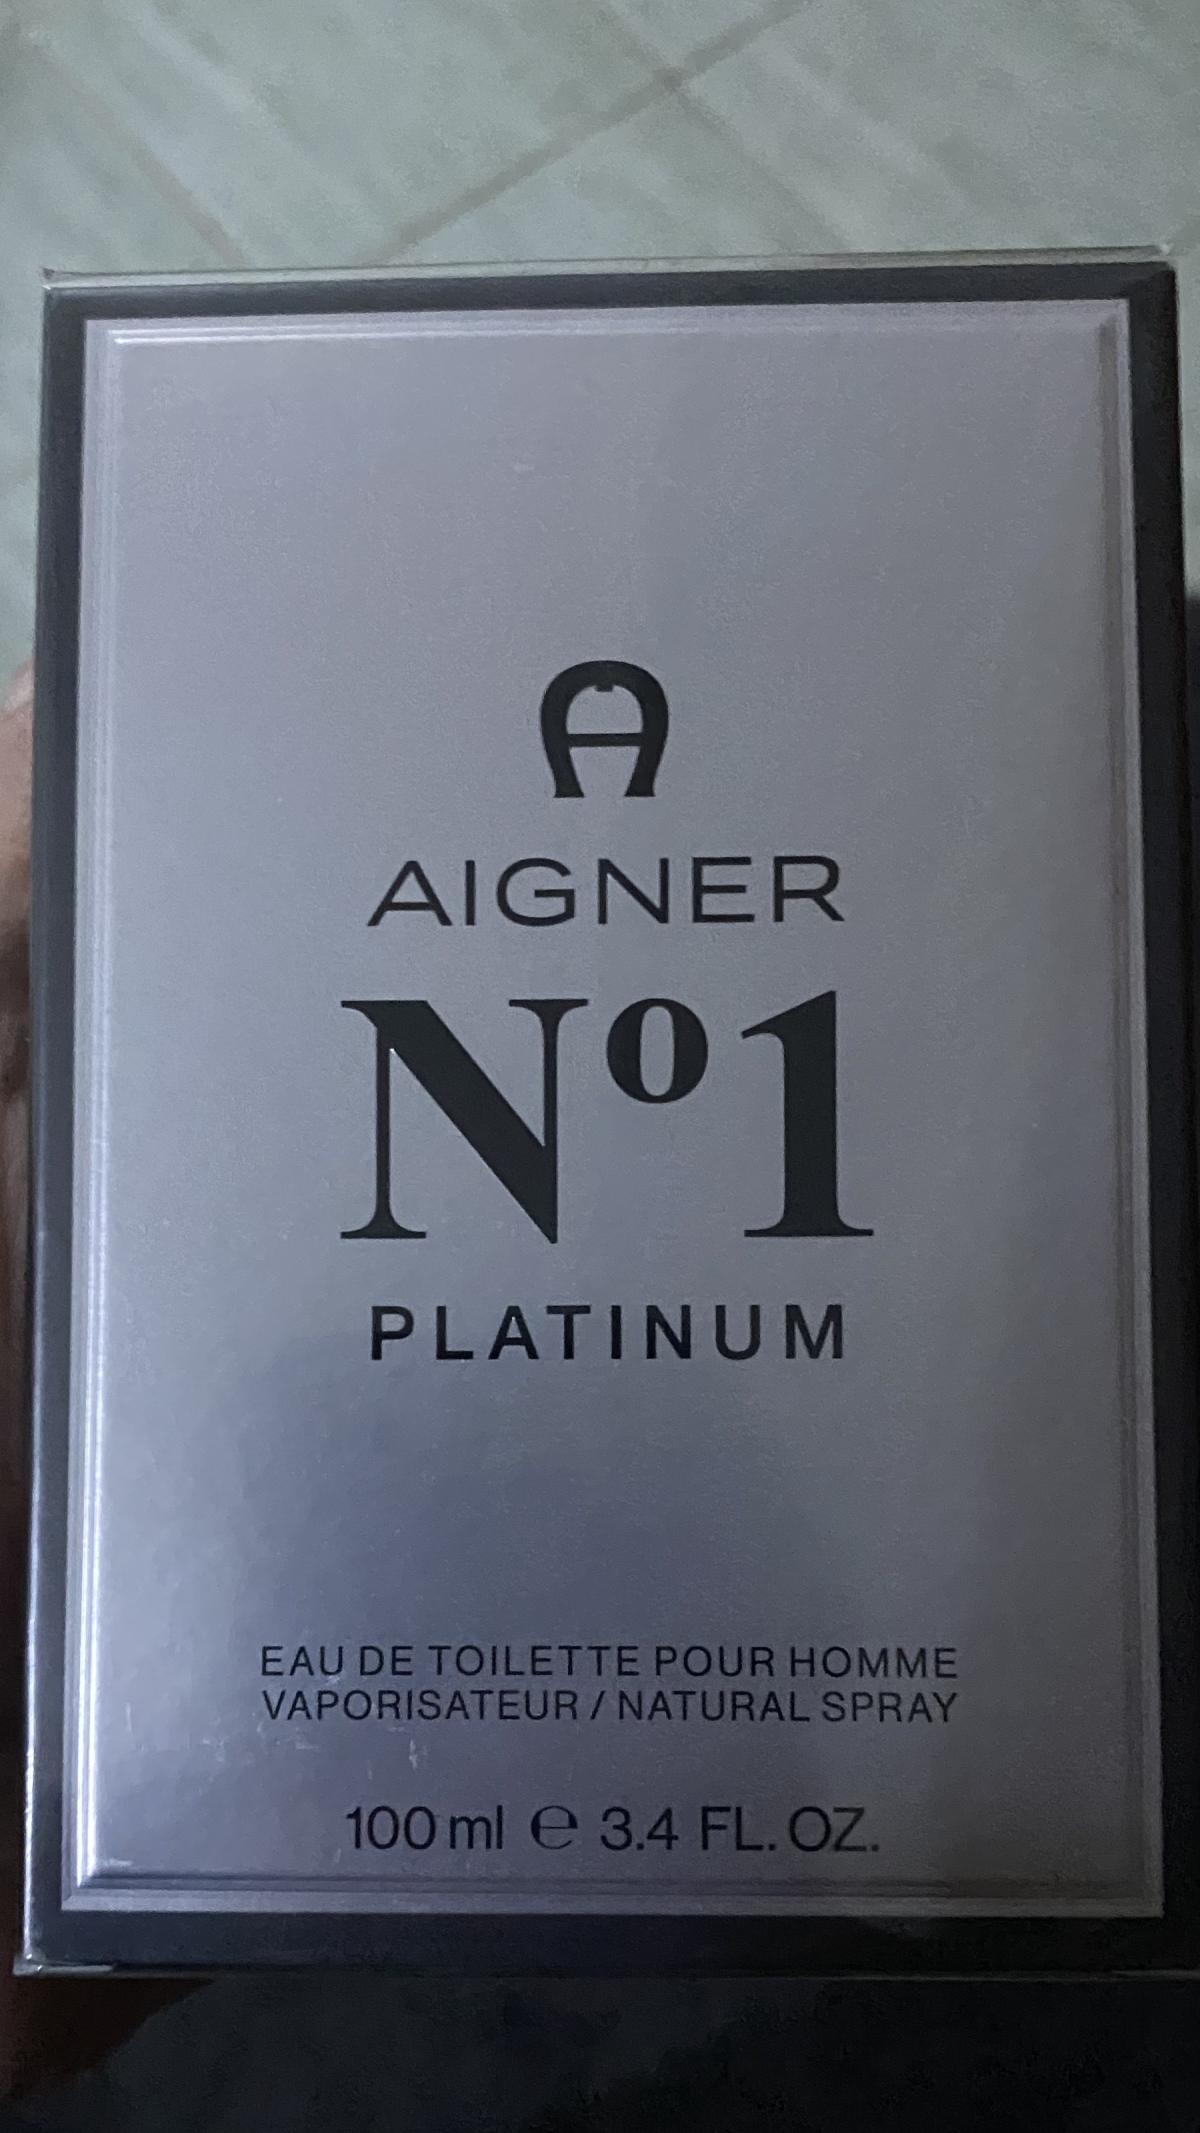 AIGNER
Nº1
PLATINUM
EAU DE TOILETTE POUR HOMME
VAPORISATEUR / NATURAL SPRAY
100 ml ℮ 3.4 FL. OZ.